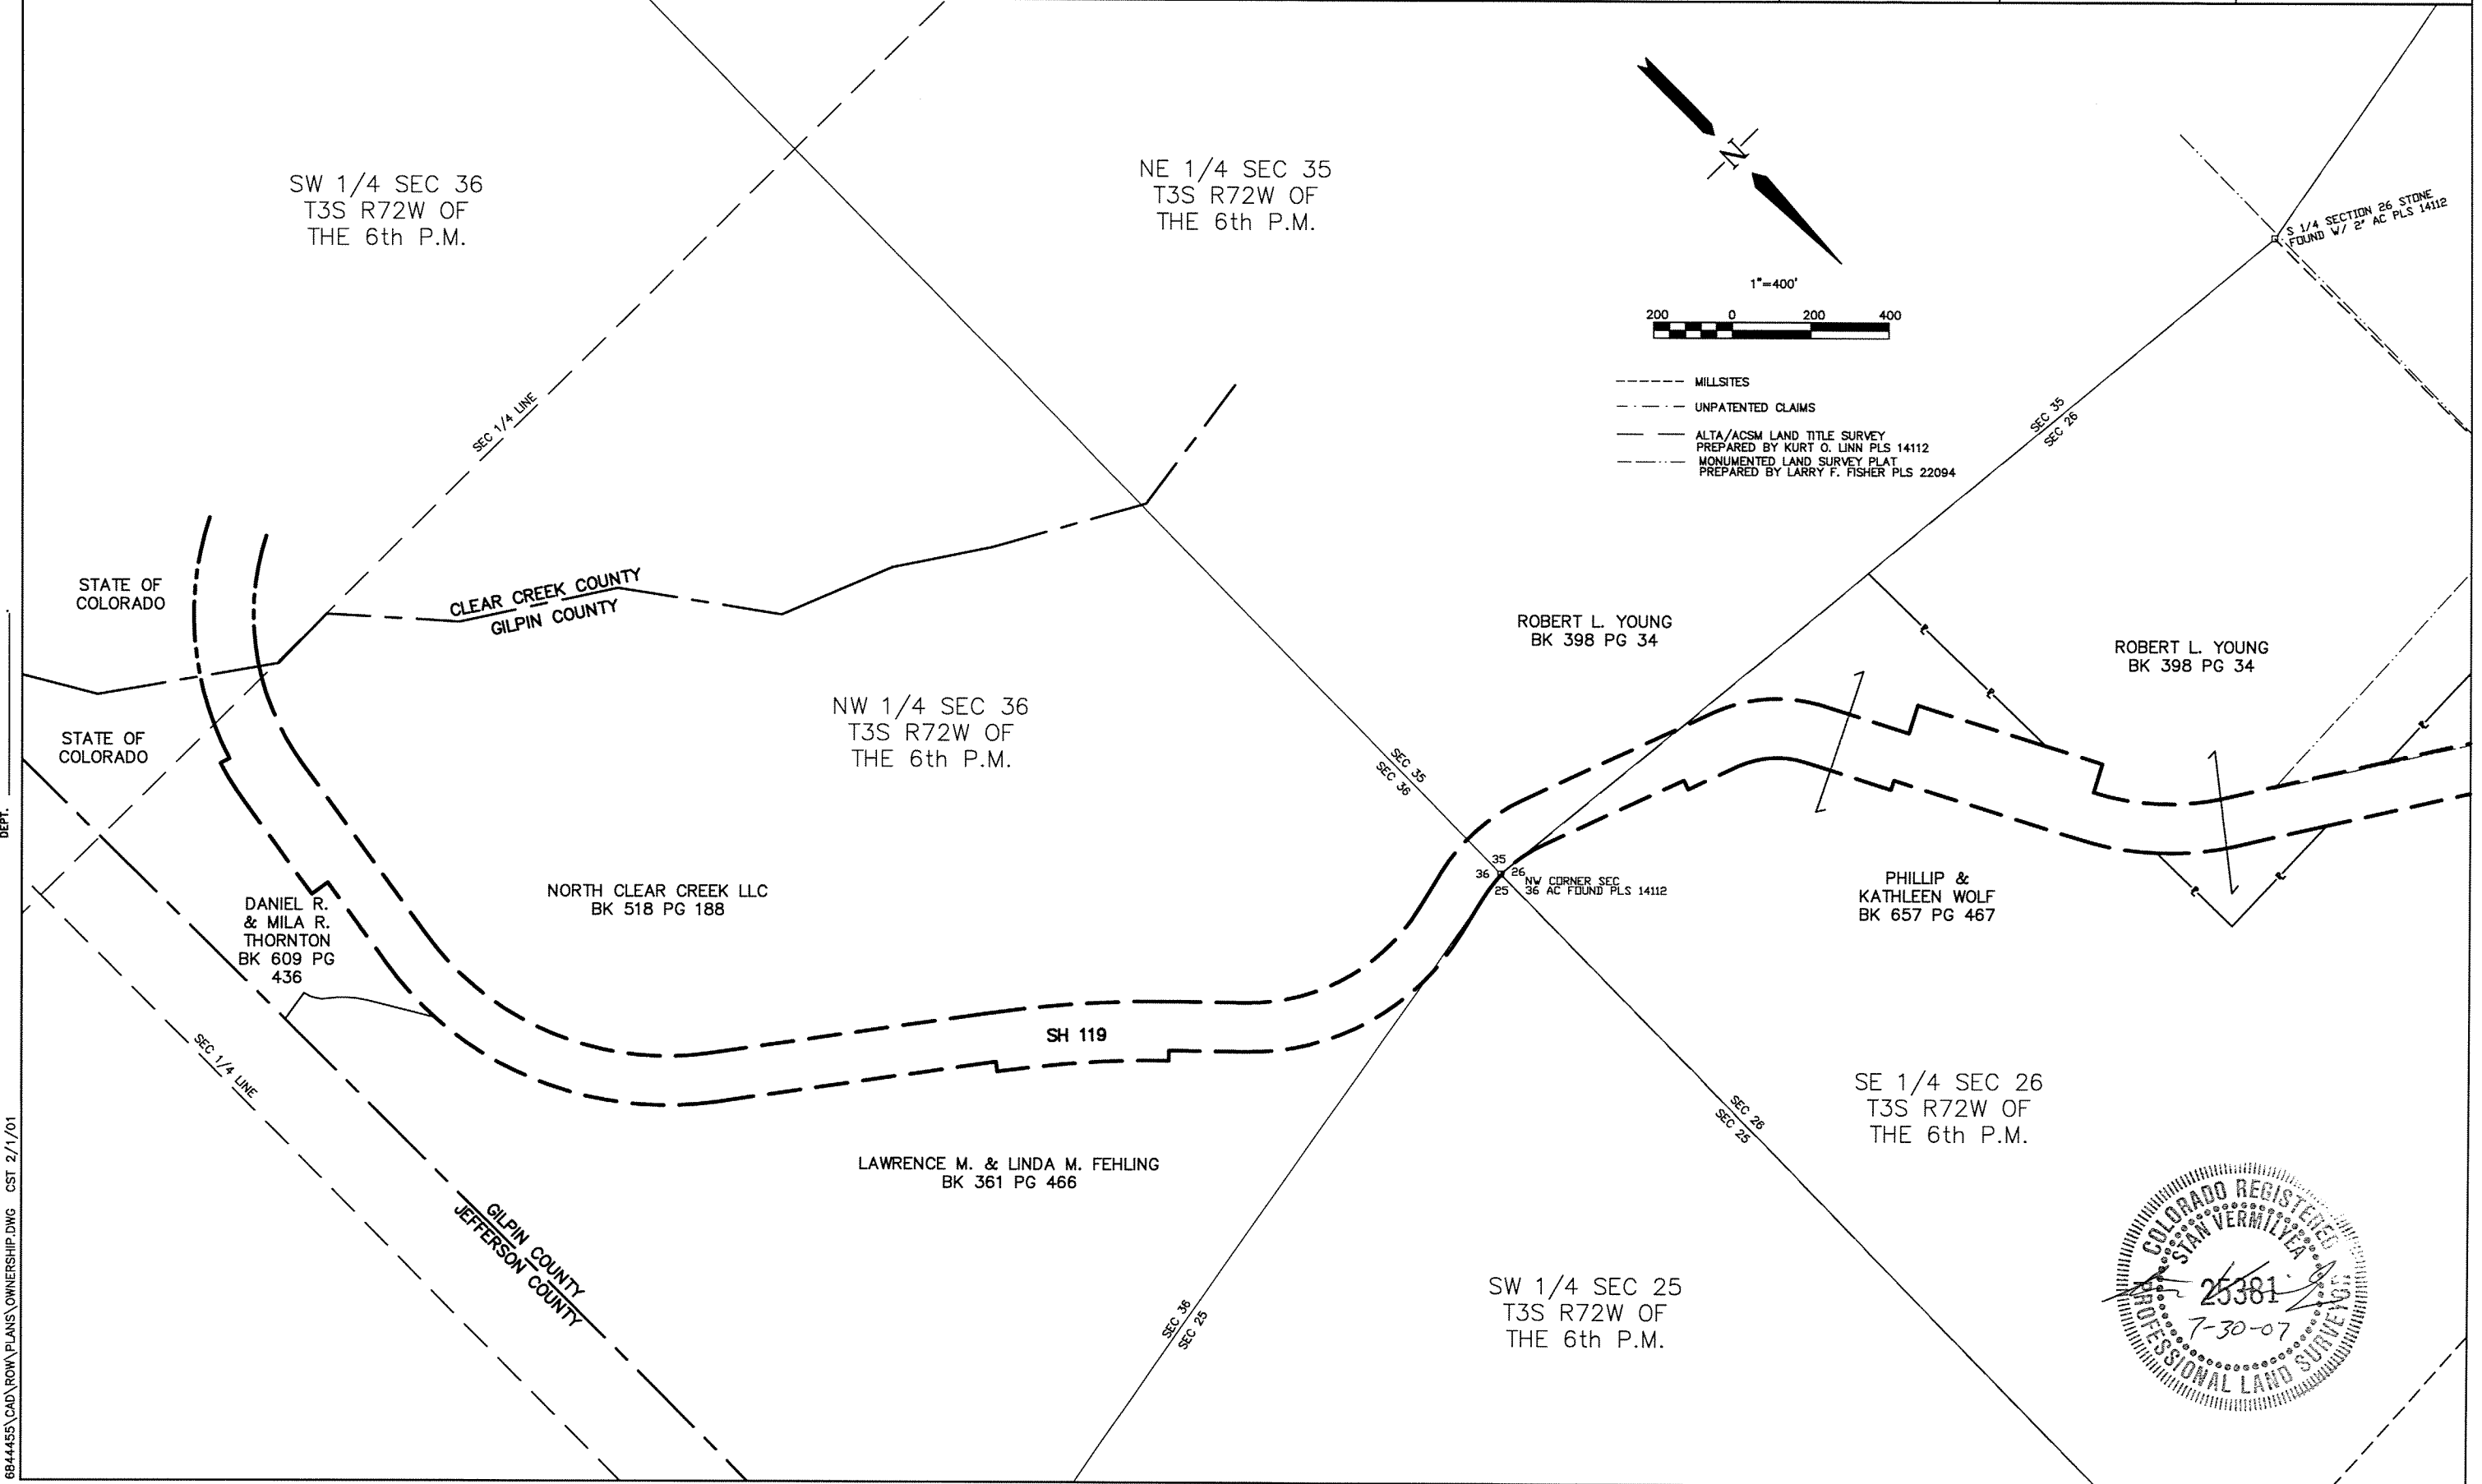 SW 1/4 SEC 36
T3S R72W OF
THE 6th P.M.
NE 1/4 SEC 35
T3S R72W OF
THE 6th P.M.
N
1"=400'
200 0 200 400
MILLSITES
UNPATENTED CLAIMS
ALTA/ACSM LAND TITLE SURVEY
PREPARED BY KURT O. LINN PLS 14112
MONUMENTED LAND SURVEY PLAT
PREPARED BY LARRY F. FISHER PLS 22094
S 1/4 SECTION 26 STONE
FOUND W/ 2" AC PLS 14112
SEC 35
SEC 26
SEC 1/4 LINE
STATE OF
COLORADO
CLEAR CREEK COUNTY
GILPIN COUNTY
ROBERT L. YOUNG
BK 398 PG 34
ROBERT L. YOUNG
BK 398 PG 34
STATE OF
COLORADO
NW 1/4 SEC 36
T3S R72W OF
THE 6th P.M.
SEC 35
SEC 36
DEPT.
35
36 26
25
NW CORNER SEC
36 AC FOUND PLS 14112
NORTH CLEAR CREEK LLC
BK 518 PG 188
DANIEL R.
& MILA R.
THORNTON
BK 609 PG
436
PHILLIP &
KATHLEEN WOLF
BK 657 PG 467
SH 119
SEC 1/4 LINE
SEC 26
SEC 25
SE 1/4 SEC 26
T3S R72W OF
THE 6th P.M.
LAWRENCE M. & LINDA M. FEHLING
BK 361 PG 466
GILPIN COUNTY
JEFFERSON COUNTY
SEC 36
SEC 25
SW 1/4 SEC 25
T3S R72W OF
THE 6th P.M.
COLORADO REGISTERED
STAN VERMILYEA
25381
7-30-07
PROFESSIONAL LAND SURVEYOR
6844455\CAD\ROW\PLANS\OWNERSHIP.DWG CST 2/1/01